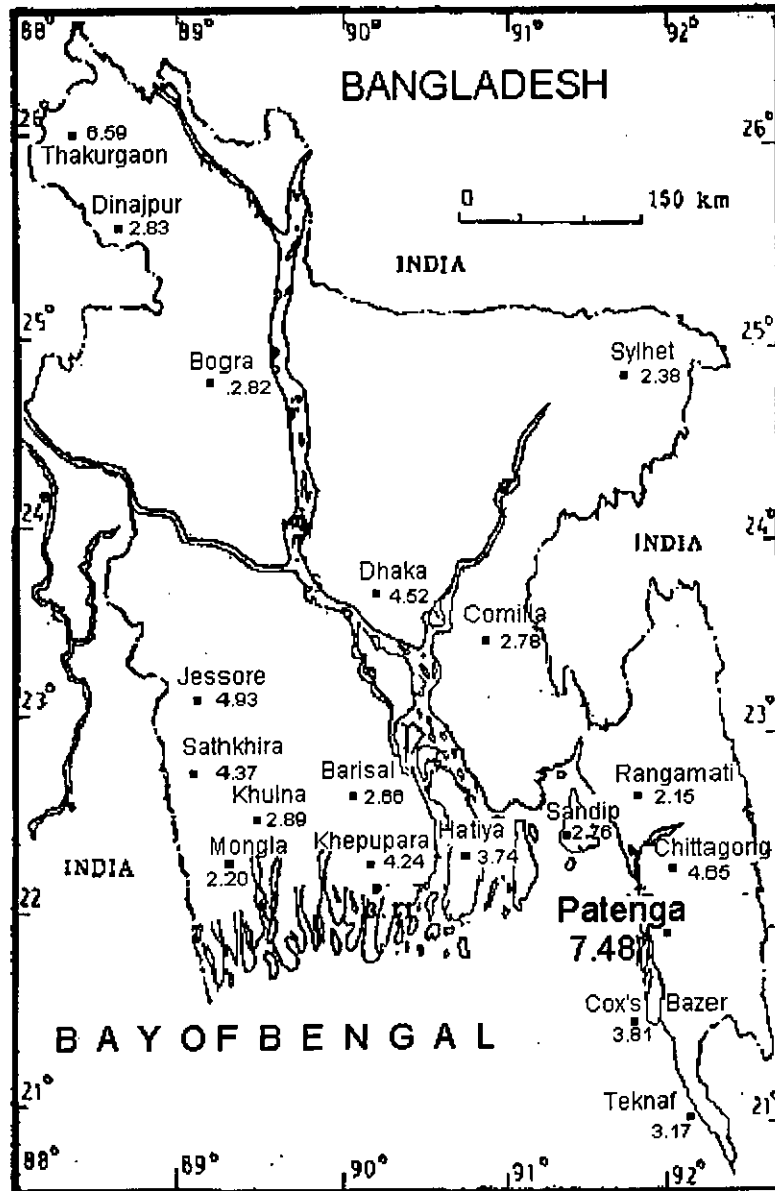 88° 89° 90° 91° 92°
BANGLADESH
26° 26°
6.59
Thakurgaon
Dinajpur
2.83
0 150 km
INDIA
25° 25°
Bogra
.2.82
Sylhet
2.38
24° 24°
INDIA
Dhaka
4.52
Comilla
2.78
Jessore
4.93
23° 23°
Sathkhira
4.37
Khulna
2.89
Mongla
2.20
Barisal
2.66
Khepupara
4.24
Hatiya
3.74
Sandip
2.76
Rangamati
2.15
Chittagong
4.65
INDIA
22° 22°
Patenga
7.48
Cox's Bazer
3.81
BAY OF BENGAL
21° 21°
Teknaf
3.17
88° 89° 90° 91° 92°